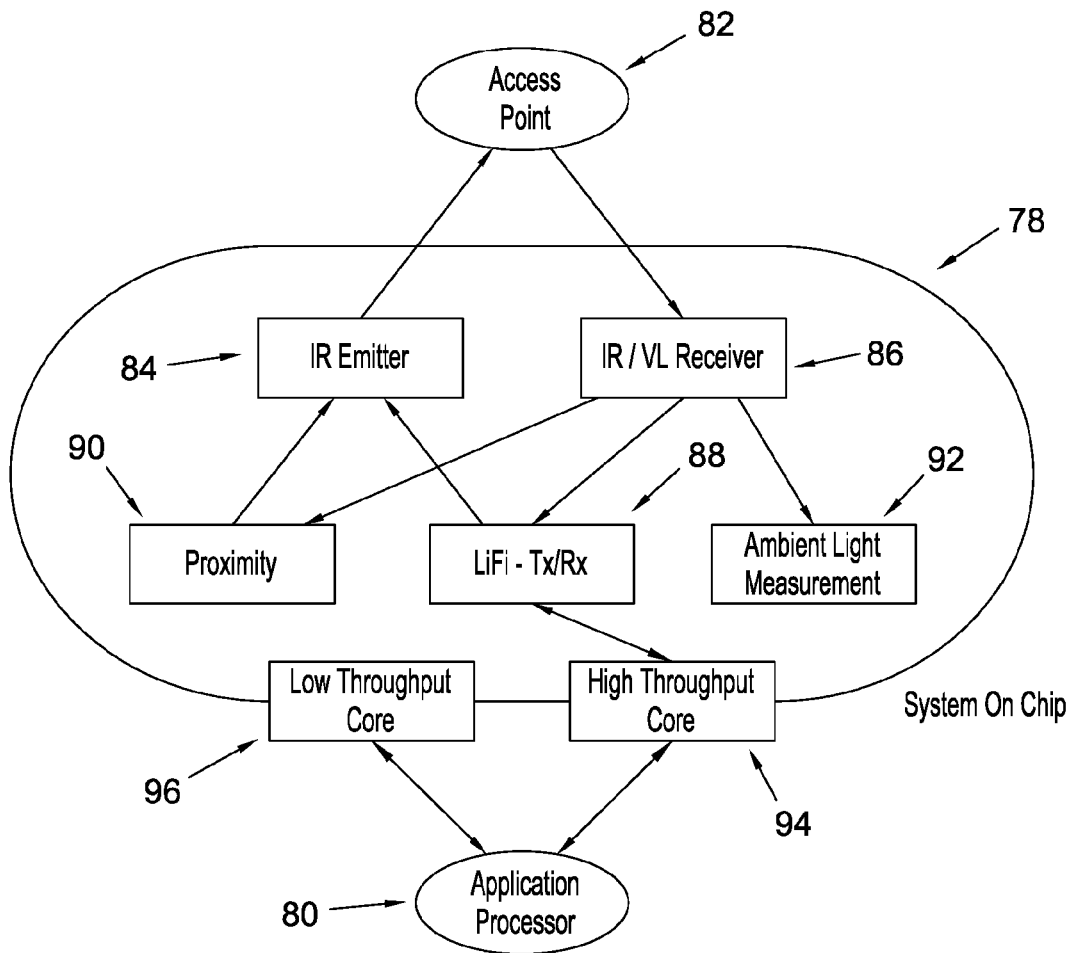 82
Access
Point
78
IR Emitter
IR / VL Receiver
84
86
90
88
92
Proximity
LiFi - Tx/Rx
Ambient Light
Measurement
Low Throughput
Core
High Throughput
Core
System On Chip
96
94
Application
Processor
80